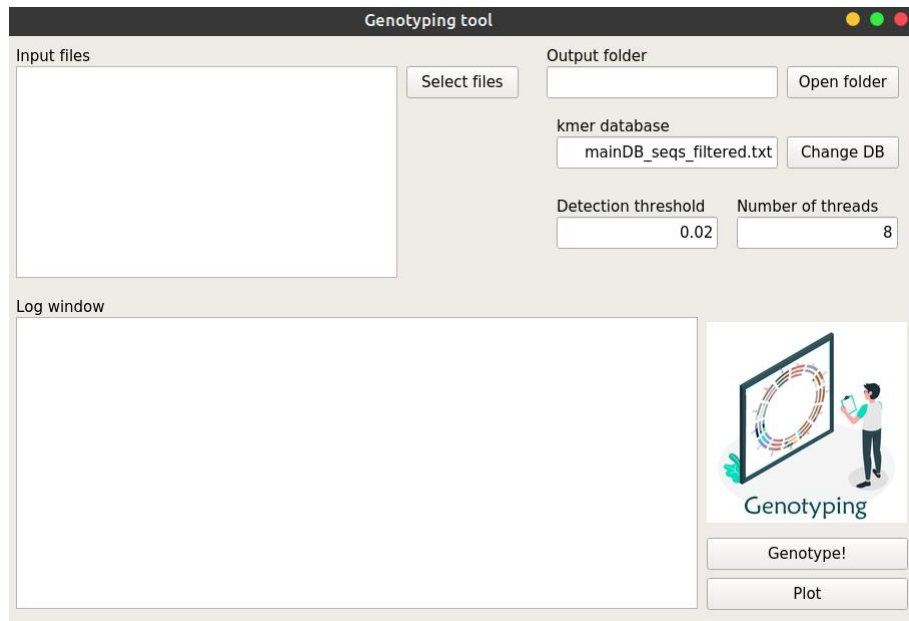 Genotyping tool
Input files
Select files
Output folder
Open folder
kmer database
mainDB_seqs_filtered.txt
Change DB
Detection threshold
Number of threads
0.02
8
Log window
Genotyping
Genotype!
Plot